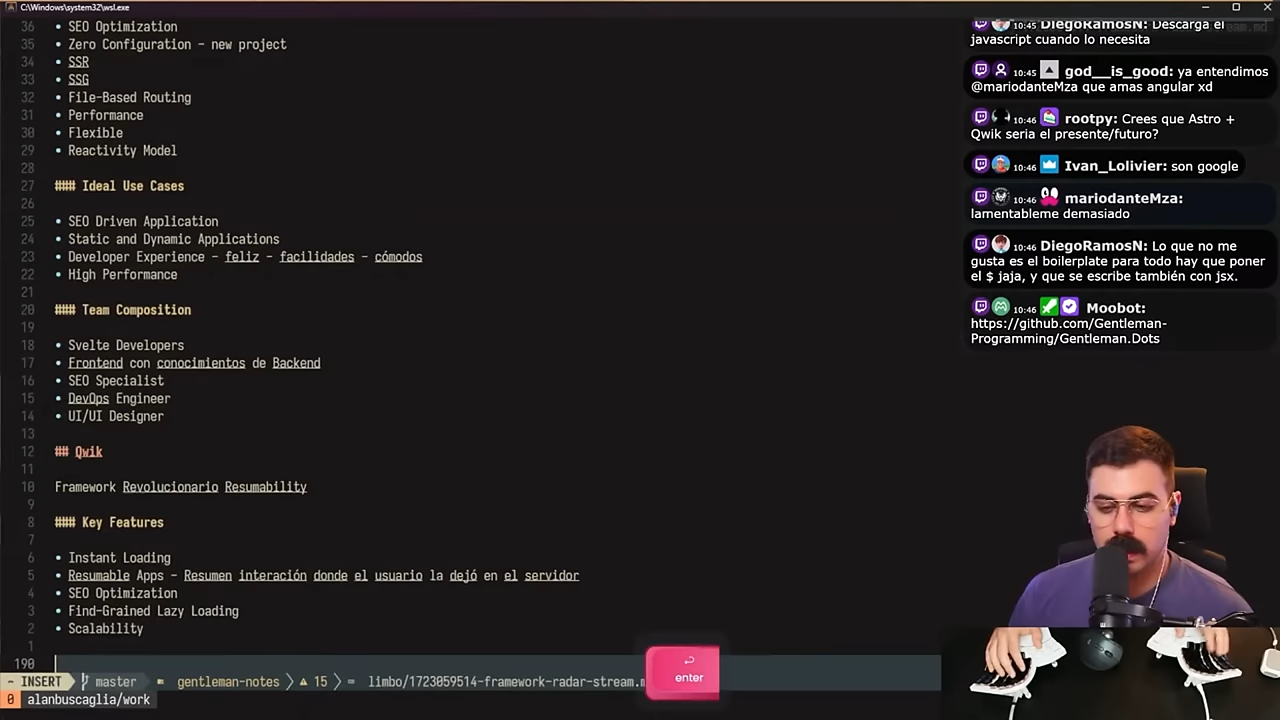 C:\Windows\system32\wsl.exe
36 • SEO Optimization
35 • Zero Configuration - new project
34 • SSR
33 • SSG
32 • File-Based Routing
31 • Performance
30 • Flexible
29 • Reactivity Model
28
27 ### Ideal Use Cases
26
25 • SEO Driven Application
24 • Static and Dynamic Applications
23 • Developer Experience - feliz - facilidades - cómodos
22 • High Performance
21
20 ### Team Composition
19
18 • Svelte Developers
17 • Frontend con conocimientos de Backend
16 • SEO Specialist
15 • DevOps Engineer
14 • UI/UI Designer
13
12 ## Qwik
11
10 Framework Revolucionario Resumability
9
8 ### Key Features
7
6 • Instant Loading
5 • Resumable Apps - Resumen interación donde el usuario la dejó en el servidor
4 • SEO Optimization
3 • Find-Grained Lazy Loading
2 • Scalability
1
190
~ INSERT master gentleman-notes 15 limbo/1723059514-framework-radar-stream.m
0 alanbuscaglia/work
enter
10:45 DiegoRamosN: Descarga el
javascript cuando lo necesita
10:45 god__is_good: ya entendimos
@mariodanteMza que amas angular xd
10:46 rootpy: Crees que Astro +
Qwik seria el presente/futuro?
10:46 Ivan_Lolivier: son google
10:46 mariodanteMza:
lamentableme demasiado
10:46 DiegoRamosN: Lo que no me
gusta es el boilerplate para todo hay que poner
el $ jaja, y que se escribe también con jsx.
10:46 Moobot:
https://github.com/Gentleman-
Programming/Gentleman.Dots